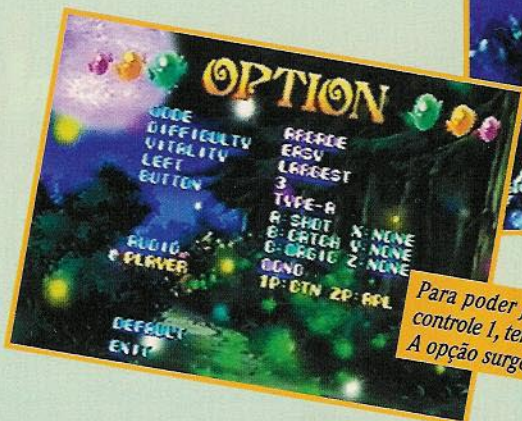 OPTION
MODE ARCADE
DIFFICULTY EASY
VITALITY LARGEST
LEFT 3
BUTTON TYPE-A
A:SHOT X:NONE
B:CATCH Y:NONE
C:MAGIC Z:NONE
AUDIO MONO
PLAYER 1P:CTN 2P:APL
DEFAULT
EXIT
Para poder
controle 1, te
A opção surg